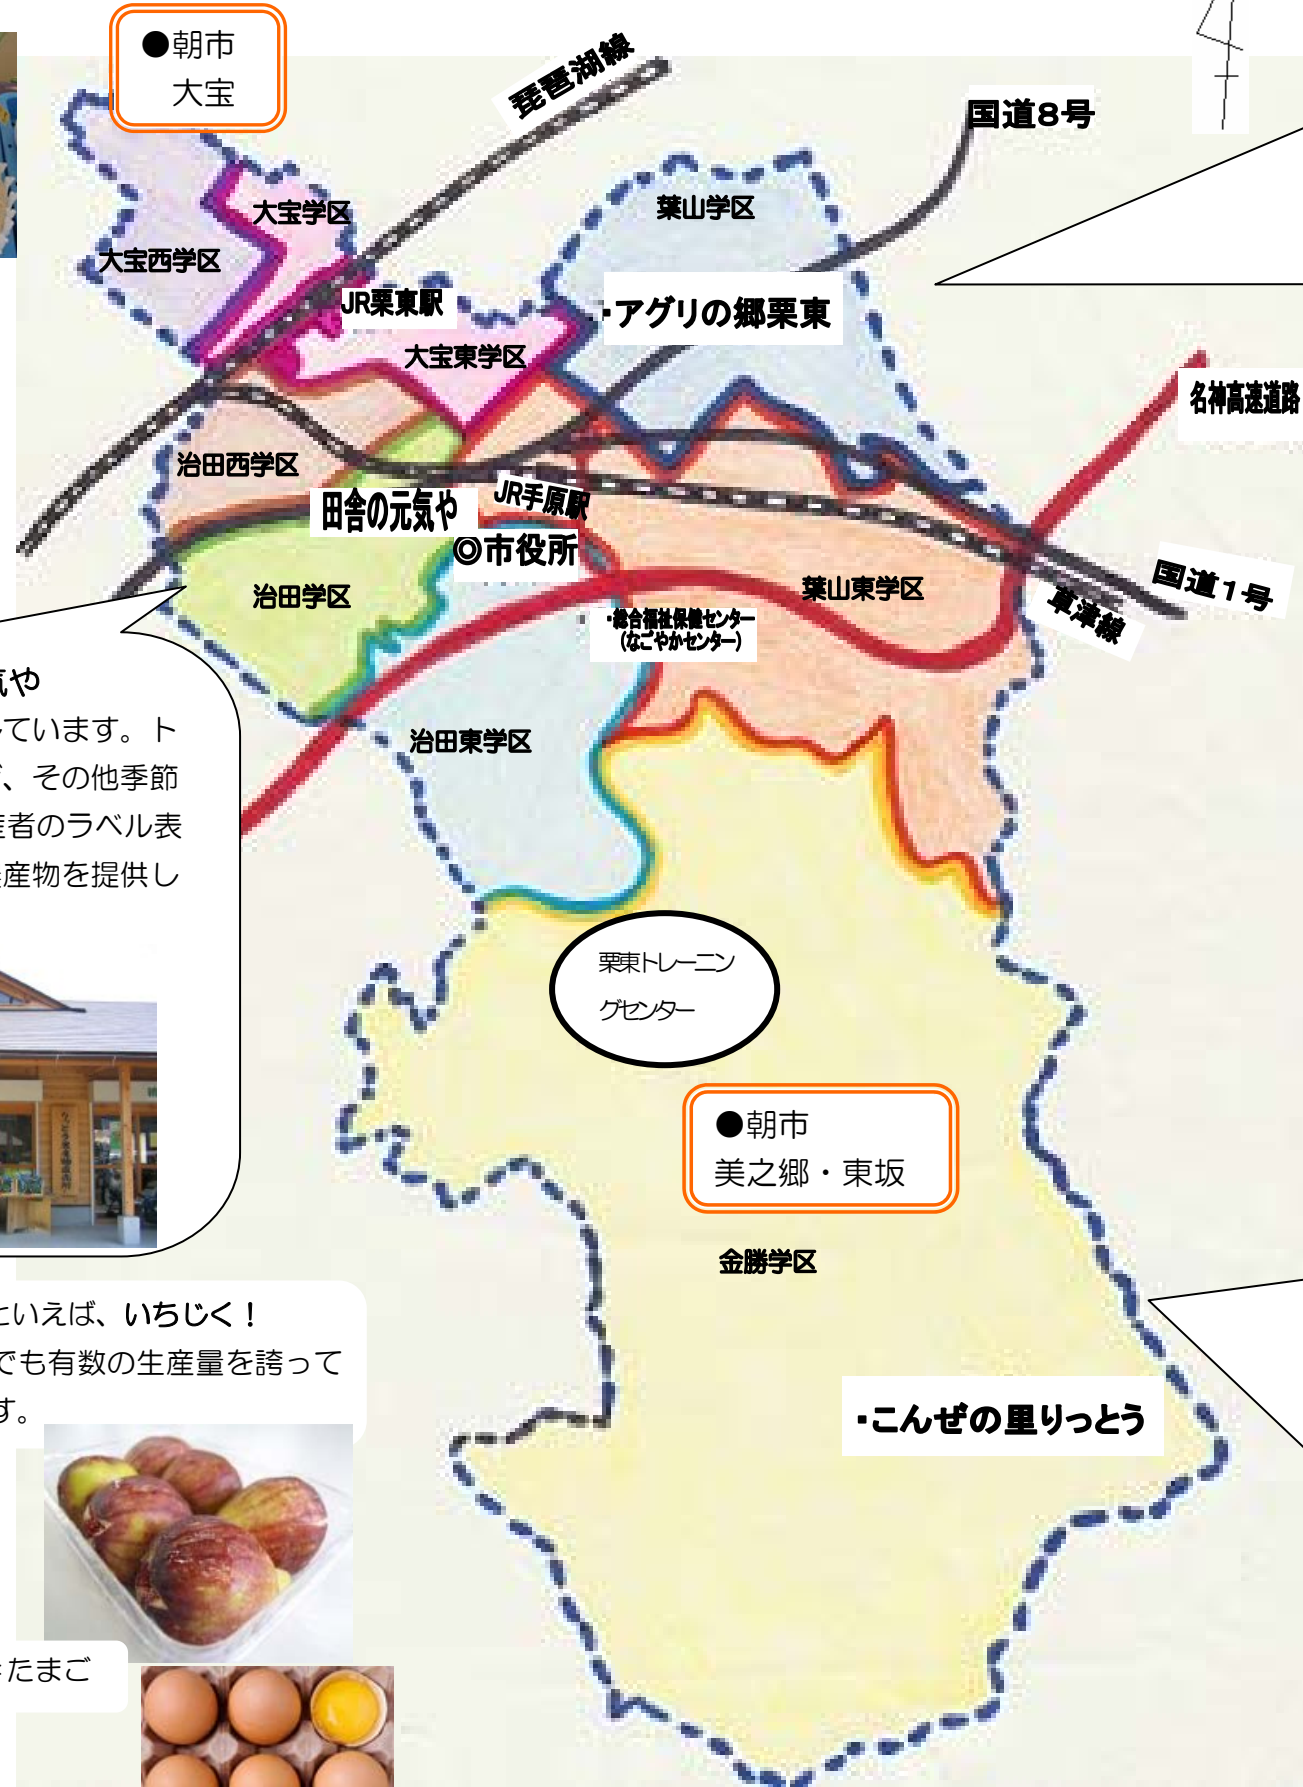 ●朝市
大宝
琵琶湖線
国道8号
大宝学区
葉山学区
大宝西学区
JR栗東駅
・アグリの郷栗東
大宝東学区
名神高速道路
治田西学区
田舎の元気や
JR手原駅
◎市役所
治田学区
葉山東学区
国道1号
草津線
・総合福祉保健センター
(なごやかセンター)
気や
ています。ト
、その他季節
産者のラベル表
産物を提供し
治田東学区
栗東トレーニン
グセンター
●朝市
美之郷・東坂
金勝学区
といえば、いちじく！
でも有数の生産量を誇って
す。
・こんぜの里りっとう
たまご